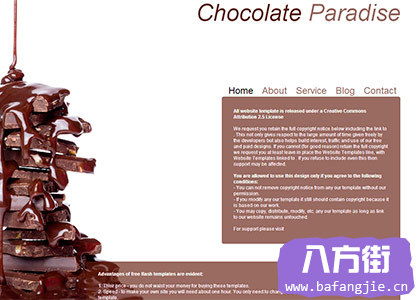 Chocolate Paradise
Home About Service Blog Contact
All website template is released under a Creative Commons
Attribution 2.5 License
We request you retain the full copyright notice below including the link to
. This not only gives respect to the large amount of time given freely by
the developers but also helps build interest, traffic and use of our free
and paid designs. If you cannot (for good reason) retain the full copyright
we request you at least leave in place the Website Templates line, with
Website Templates linked to . If you refuse to include even this then
support may be affected.
You are allowed to use this design only if you agree to the following
conditions:
- You can not remove copyright notice from any our template without our
permission.
- If you modify any our template it still should contain copyright because it
is based on our work.
- You may copy, distribute, modify, etc. any our template as long as link to
our website remains untouched.
For support please visit
Advantages of free flash templates are evident:
1. Show price - you do not want your money for buying these templates.
2. Speed - to make your own site you will need about one hour. You only need to
template
八方街
www.bafangjie.cn